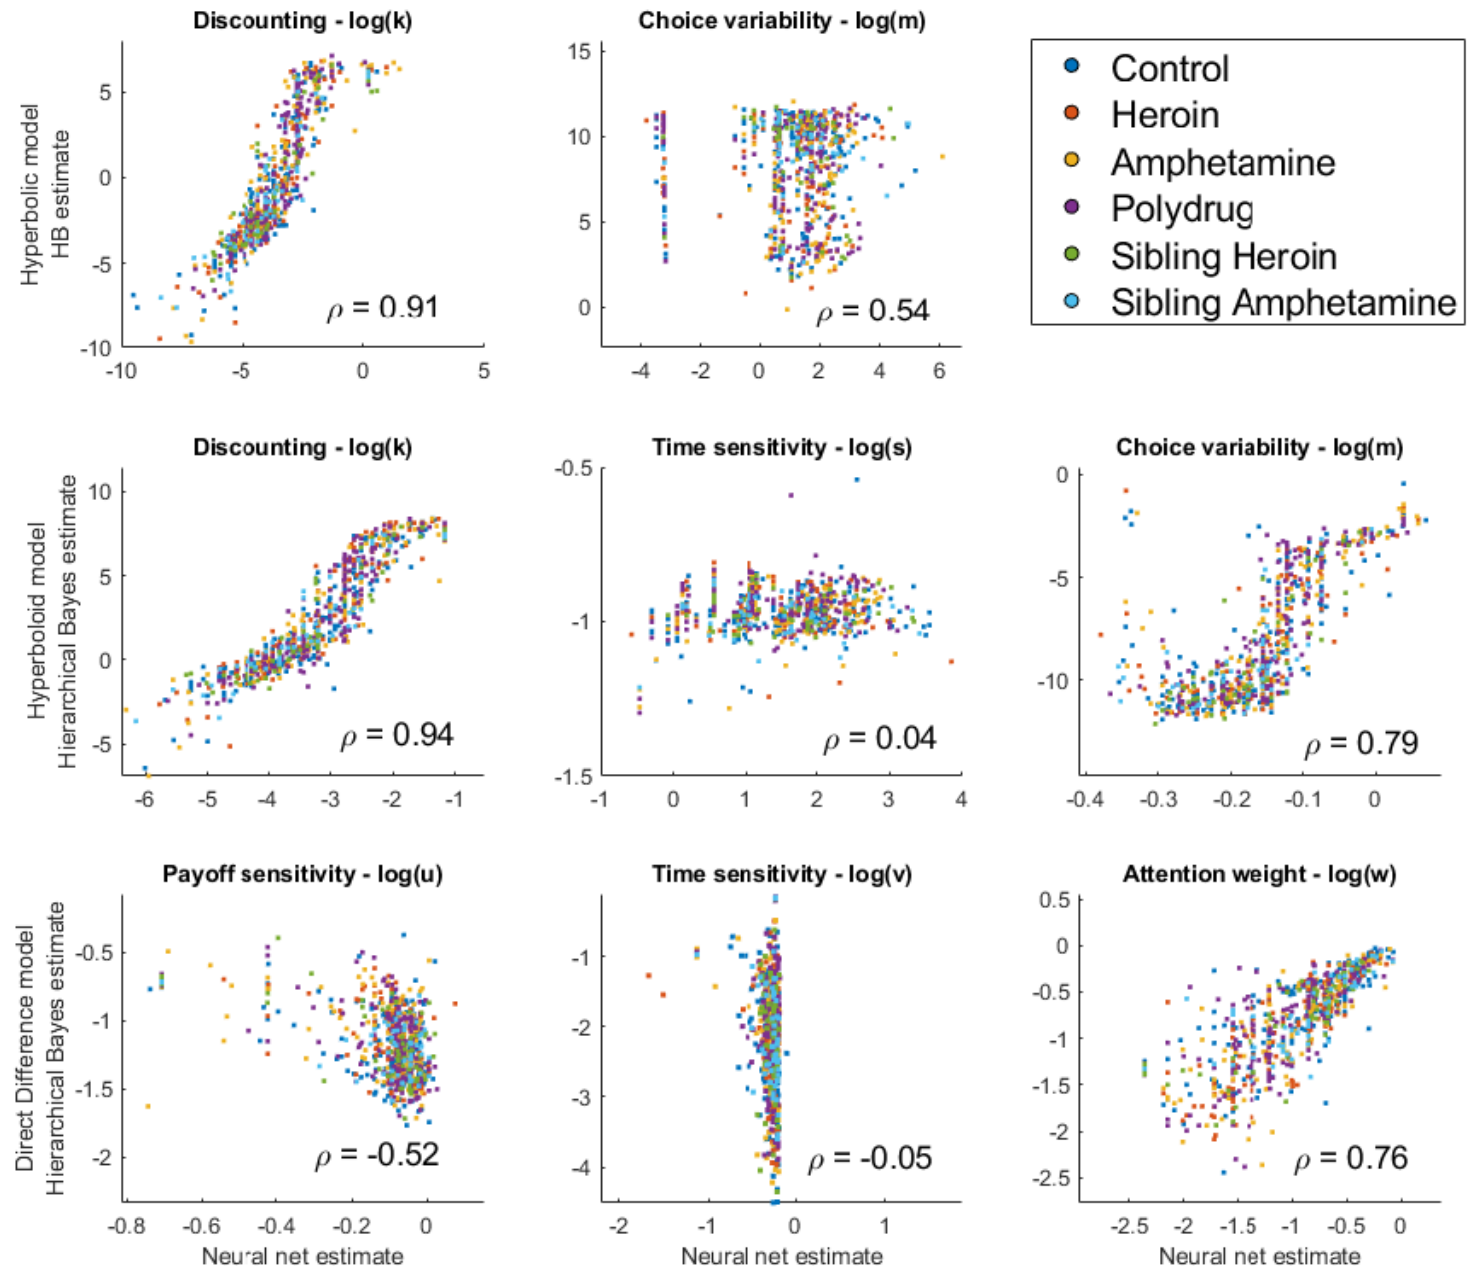 Discounting - log(k)
Choice variability - log(m)
Hyperbolic model
HB estimate
5
0
-5
-10
-10
-5
0
5
ρ = 0.91
15
10
5
0
-4
-2
0
2
4
6
ρ = 0.54
Control
Heroin
Amphetamine
Polydrug
Sibling Heroin
Sibling Amphetamine
Discounting - log(k)
Time sensitivity - log(s)
Choice variability - log(m)
Hyperboloid model
Hierarchical Bayes estimate
10
5
0
-5
-6
-5
-4
-3
-2
-1
ρ = 0.94
-0.5
-1
-1.5
-1
0
1
2
3
4
ρ = 0.04
0
-5
-10
-0.4
-0.3
-0.2
-0.1
0
ρ = 0.79
Payoff sensitivity - log(u)
Time sensitivity - log(v)
Attention weight - log(w)
Direct Difference model
Hierarchical Bayes estimate
-0.5
-1
-1.5
-2
-0.8
-0.6
-0.4
-0.2
0
ρ = -0.52
Neural net estimate
-1
-2
-3
-4
-2
-1
0
1
ρ = -0.05
Neural net estimate
0.5
0
-0.5
-1
-1.5
-2
-2.5
-2.5
-2
-1.5
-1
-0.5
0
ρ = 0.76
Neural net estimate